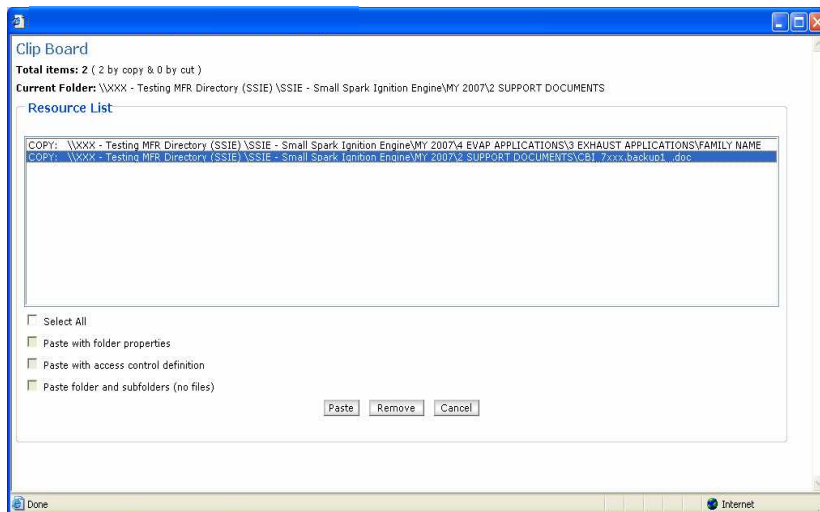 Clip Board
Total items: 2 ( 2 by copy & 0 by cut )
Current Folder: \\XXX - Testing MFR Directory (SSIE) \SSIE - Small Spark Ignition Engine\MY 2007\2 SUPPORT DOCUMENTS
Resource List
COPY: \\XXX - Testing MFR Directory (SSIE) \SSIE - Small Spark Ignition Engine\MY 2007\4 EVAP APPLICATIONS\3 EXHAUST APPLICATIONS\FAMILY NAME
COPY: \\XXX - Testing MFR Directory (SSIE) \SSIE - Small Spark Ignition Engine\MY 2007\2 SUPPORT DOCUMENTS\CBI_7xxx.backup1_.doc
Select All
Paste with folder properties
Paste with access control definition
Paste folder and subfolders (no files)
Paste Remove Cancel
Done Internet